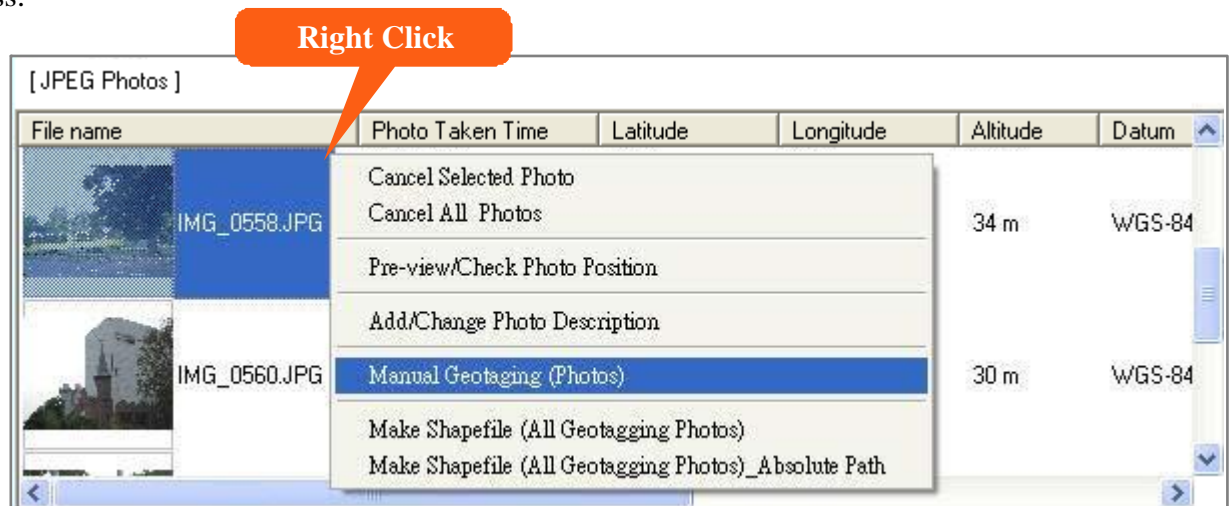 ss.
Right Click
[ JPEG Photos ]
File name Photo Taken Time Latitude Longitude Altitude Datum
Cancel Selected Photo
IMG_0558.JPG Cancel All Photos 34 m WGS-84
Pre-view/Check Photo Position
Add/Change Photo Description
IMG_0560.JPG Manual Geotaging (Photos) 30 m WGS-84
Make Shapefile (All Geotagging Photos)
Make Shapefile (All Geotagging Photos)_Absolute Path